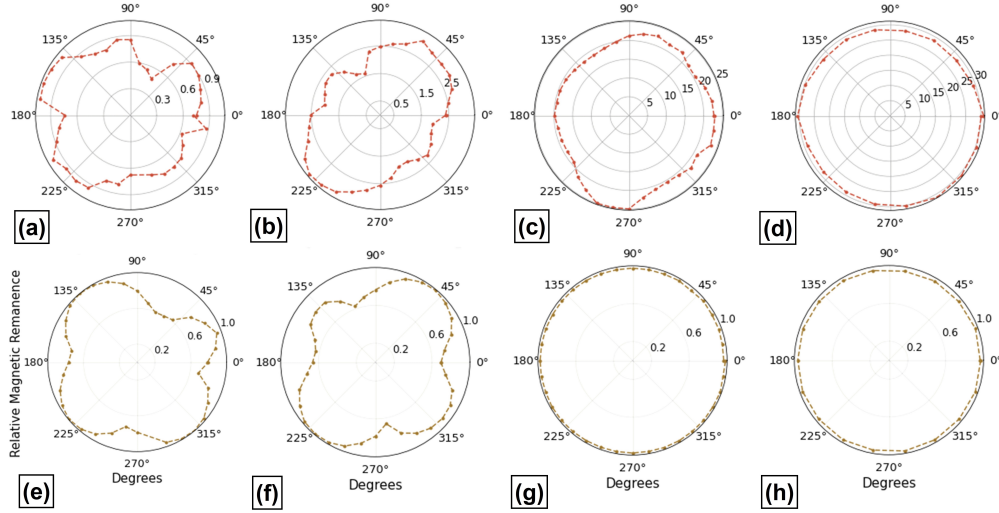 90° 90° 90° 90°
135° 45° 135° 45° 135° 45° 135° 45°
0.9 0.6 0.3 2.5 1.5 0.5 25 20 15 10 5 30 25 20 15 10 5
180° 0° 180° 0° 180° 0° 180° 0°
225° 315° 225° 315° 225° 315° 225° 315°
270° 270° 270° 270°
(a) (b) (c) (d)
Relative Magnetic Remanence
90° 90° 90° 90°
135° 45° 135° 45° 135° 45° 135° 45°
1.0 0.6 0.2 1.0 0.6 0.2 1.0 0.6 0.2 1.0 0.6 0.2
180° 0° 180° 0° 180° 0° 180° 0°
225° 315° 225° 315° 225° 315° 225° 315°
270° 270° 270° 270°
Degrees Degrees Degrees Degrees
(e) (f) (g) (h)